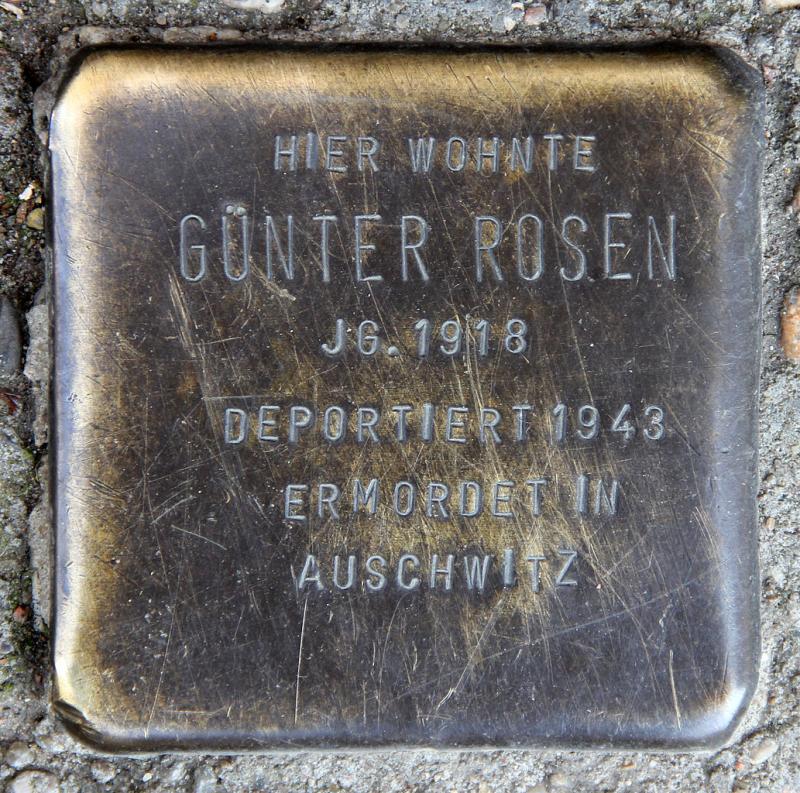 HIER WOHNTE
GÜNTER ROSEN
JG. 1918
DEPORTIERT 1943
ERMORDET IN
AUSCHWITZ